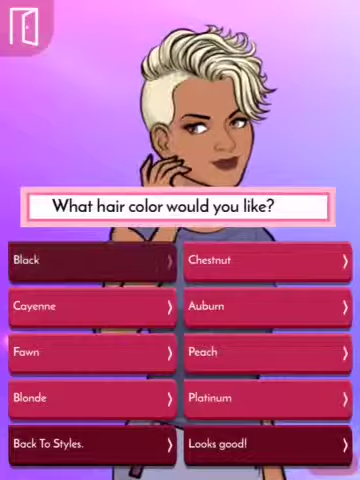 What hair color would you like?
Black
Chestnut
Cayenne
Auburn
Fawn
Peach
Blonde
Platinum
Back To Styles.
Looks good!